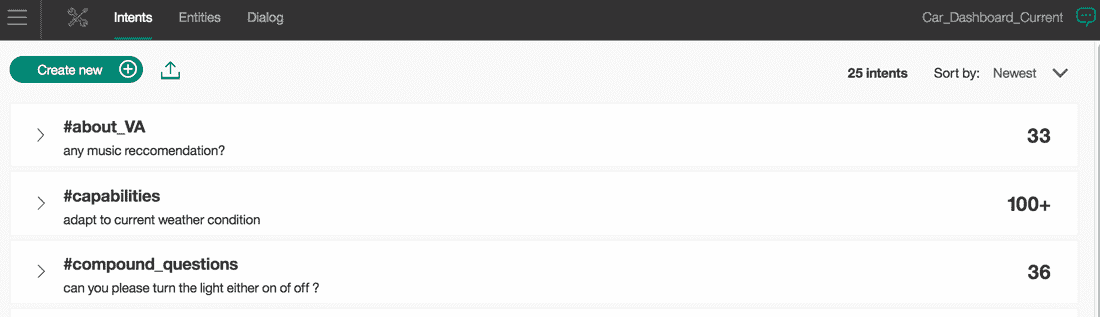 Intents Entities Dialog Car_Dashboard_Current
Create new 25 intents Sort by: Newest
#about_VA
any music reccomendation?
33
#capabilities
adapt to current weather condition
100+
#compound_questions
can you please turn the light either on of off ?
36